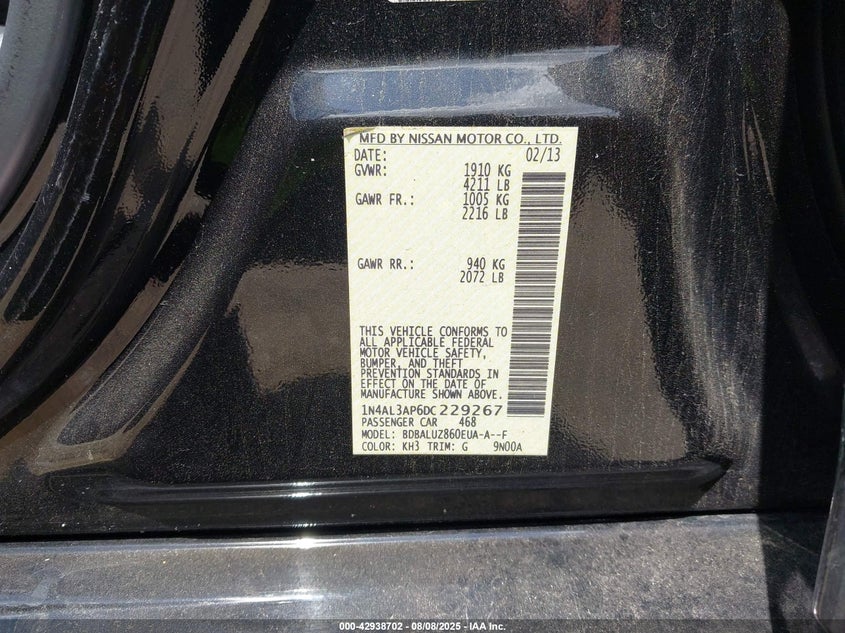 MFD BY NISSAN MOTOR CO., LTD.
DATE: 02/13
GVWR: 1910 KG
4211 LB
GAWR FR.: 1005 KG
2216 LB
GAWR RR.: 940 KG
2072 LB
THIS VEHICLE CONFORMS TO
ALL APPLICABLE FEDERAL
MOTOR VEHICLE SAFETY,
BUMPER, AND THEFT
PREVENTION STANDARDS IN
EFFECT ON THE DATE OF
MANUFACTURE SHOWN ABOVE.
1N4AL3AP6DC229267
PASSENGER CAR 468
MODEL: BDBALUZ860EUA-A--F
COLOR: KH3 TRIM: G 9N00A
000-42938702 - 08/08/2025 - IAA Inc.